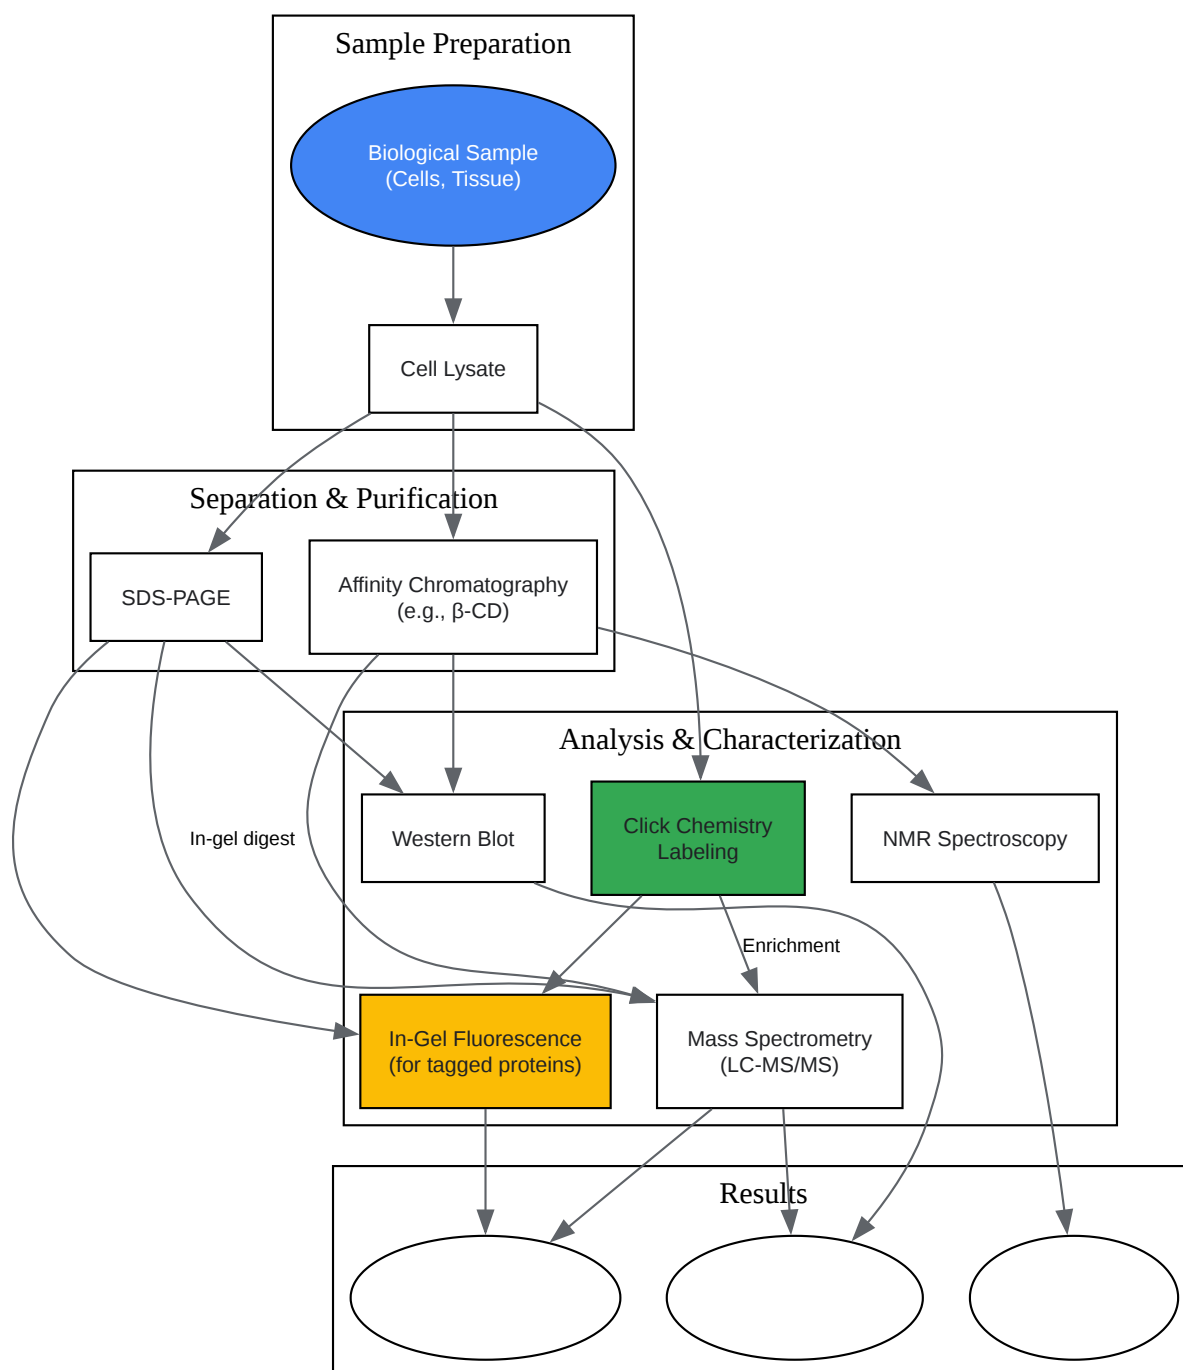 Sample Preparation
Biological Sample
(Cells, Tissue)
Cell Lysate
Separation & Purification
SDS-PAGE
Affinity Chromatography
(e.g., β-CD)
Analysis & Characterization
Western Blot
Click Chemistry
Labeling
NMR Spectroscopy
In-gel digest
Enrichment
In-Gel Fluorescence
(for tagged proteins)
Mass Spectrometry
(LC-MS/MS)
Results